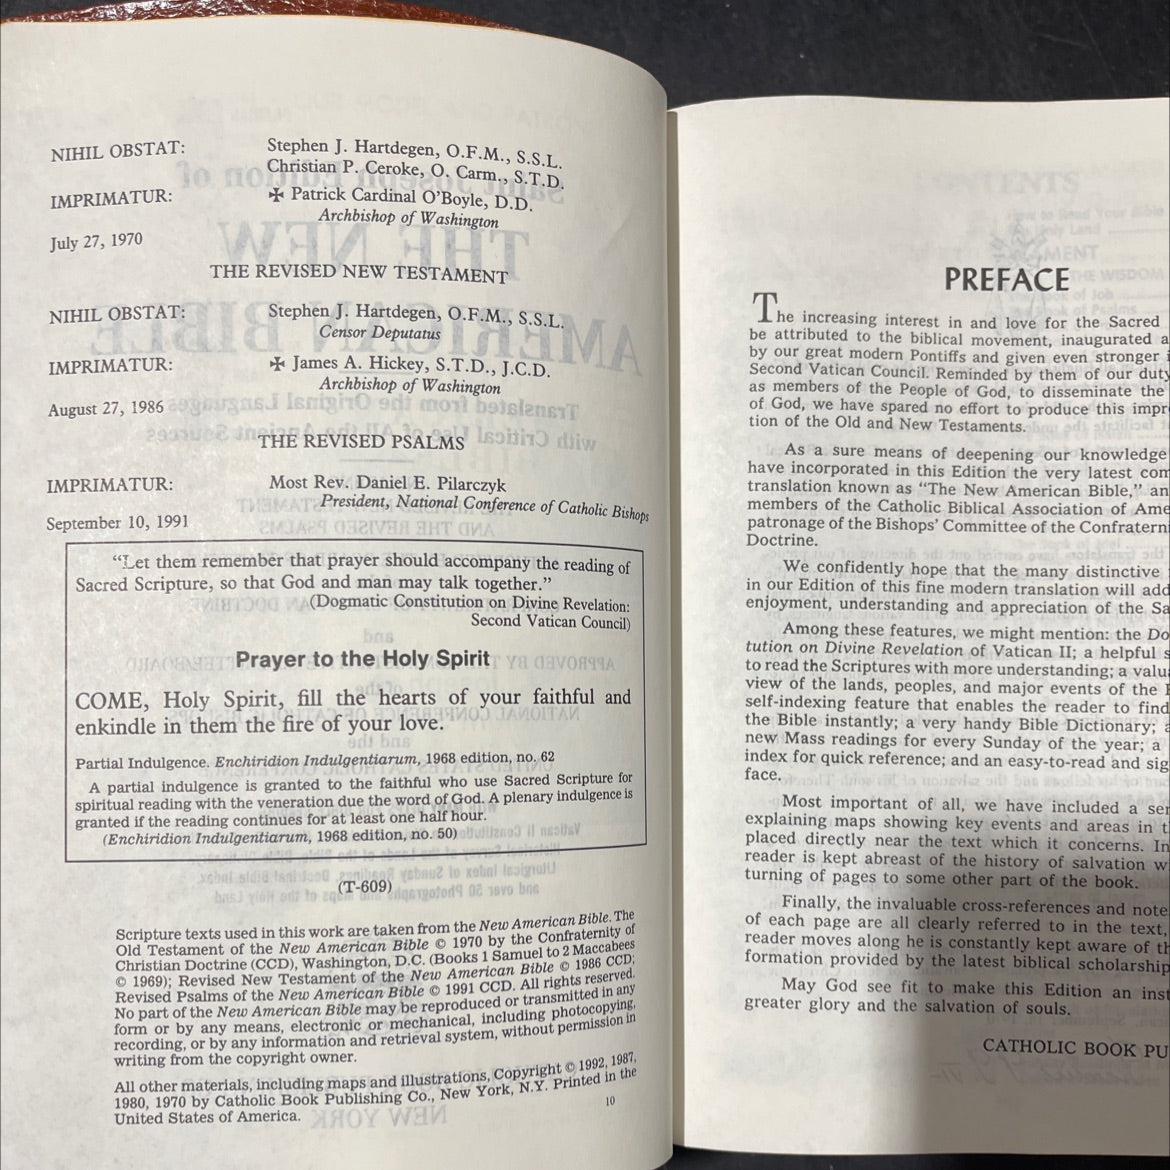 NIHIL OBSTAT: Stephen J. Hartdegen, O.F.M., S.S.L.
Christian P. Ceroke, O. Carm., S.T.D.
IMPRIMATUR: ✠ Patrick Cardinal O'Boyle, D.D.
Archbishop of Washington
July 27, 1970
THE REVISED NEW TESTAMENT
NIHIL OBSTAT: Stephen J. Hartdegen, O.F.M., S.S.L.
Censor Deputatus
IMPRIMATUR: ✠ James A. Hickey, S.T.D., J.C.D.
Archbishop of Washington
August 27, 1986
THE REVISED PSALMS
IMPRIMATUR: Most Rev. Daniel E. Pilarczyk
President, National Conference of Catholic Bishops
September 10, 1991
“Let them remember that prayer should accompany the reading of
Sacred Scripture, so that God and man may talk together.”
(Dogmatic Constitution on Divine Revelation:
Second Vatican Council)
Prayer to the Holy Spirit
COME, Holy Spirit, fill the hearts of your faithful and
enkindle in them the fire of your love.
Partial Indulgence. Enchiridion Indulgentiarum, 1968 edition, no. 62
A partial indulgence is granted to the faithful who use Sacred Scripture for
spiritual reading with the veneration due the word of God. A plenary indulgence is
granted if the reading continues for at least one half hour.
(Enchiridion Indulgentiarum, 1968 edition, no. 50)
(T-609)
Scripture texts used in this work are taken from the New American Bible. The
Old Testament of the New American Bible © 1970 by the Confraternity of
Christian Doctrine (CCD), Washington, D.C. (Books 1 Samuel to 2 Maccabees
© 1969); Revised New Testament of the New American Bible © 1986 CCD;
Revised Psalms of the New American Bible © 1991 CCD. All rights reserved.
No part of the New American Bible may be reproduced or transmitted in any
form or by any means, electronic or mechanical, including photocopying,
recording, or by any information and retrieval system, without permission in
writing from the copyright owner.
All other materials, including maps and illustrations, Copyright © 1992, 1987,
1980, 1970 by Catholic Book Publishing Co., New York, N.Y. Printed in the
United States of America.
10
PREFACE
The increasing interest in and love for the Sacred
be attributed to the biblical movement, inaugurated a
by our great modern Pontiffs and given even stronger i
Second Vatican Council. Reminded by them of our duty
as members of the People of God, to disseminate the
of God, we have spared no effort to produce this impr
tion of the Old and New Testaments.
As a sure means of deepening our knowledge
have incorporated in this Edition the very latest com
translation known as “The New American Bible,” an
members of the Catholic Biblical Association of Ame
patronage of the Bishops' Committee of the Confratern
Doctrine.
We confidently hope that the many distinctive
in our Edition of this fine modern translation will add
enjoyment, understanding and appreciation of the Sa
Among these features, we might mention: the Do
tution on Divine Revelation of Vatican II; a helpful s
to read the Scriptures with more understanding; a valu
view of the lands, peoples, and major events of the B
self-indexing feature that enables the reader to find
the Bible instantly; a very handy Bible Dictionary; a
new Mass readings for every Sunday of the year; a
index for quick reference; and an easy-to-read and sig
face.
Most important of all, we have included a ser
explaining maps showing key events and areas in t
placed directly near the text which it concerns. In
reader is kept abreast of the history of salvation w
turning of pages to some other part of the book.
Finally, the invaluable cross-references and note
of each page are all clearly referred to in the text,
reader moves along he is constantly kept aware of th
formation provided by the latest biblical scholarship
May God see fit to make this Edition an inst
greater glory and the salvation of souls.
CATHOLIC BOOK PU